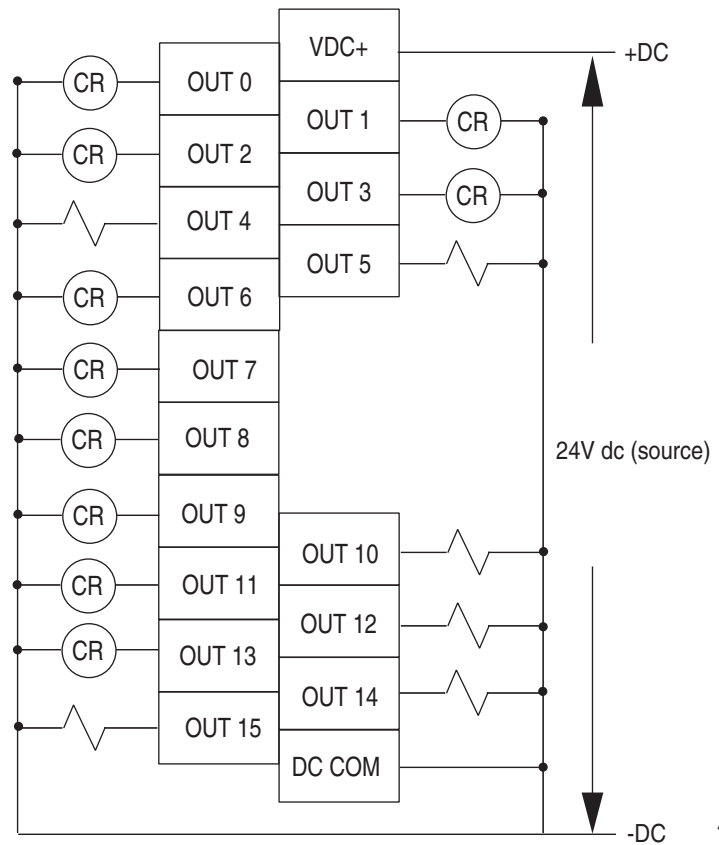 VDC+
+DC
CR
OUT 0
OUT 1
CR
CR
OUT 2
OUT 3
CR
OUT 4
OUT 5
CR
OUT 6
CR
OUT 7
CR
OUT 8
24V dc (source)
CR
OUT 9
OUT 10
CR
OUT 11
OUT 12
CR
OUT 13
OUT 14
OUT 15
DC COM
-DC